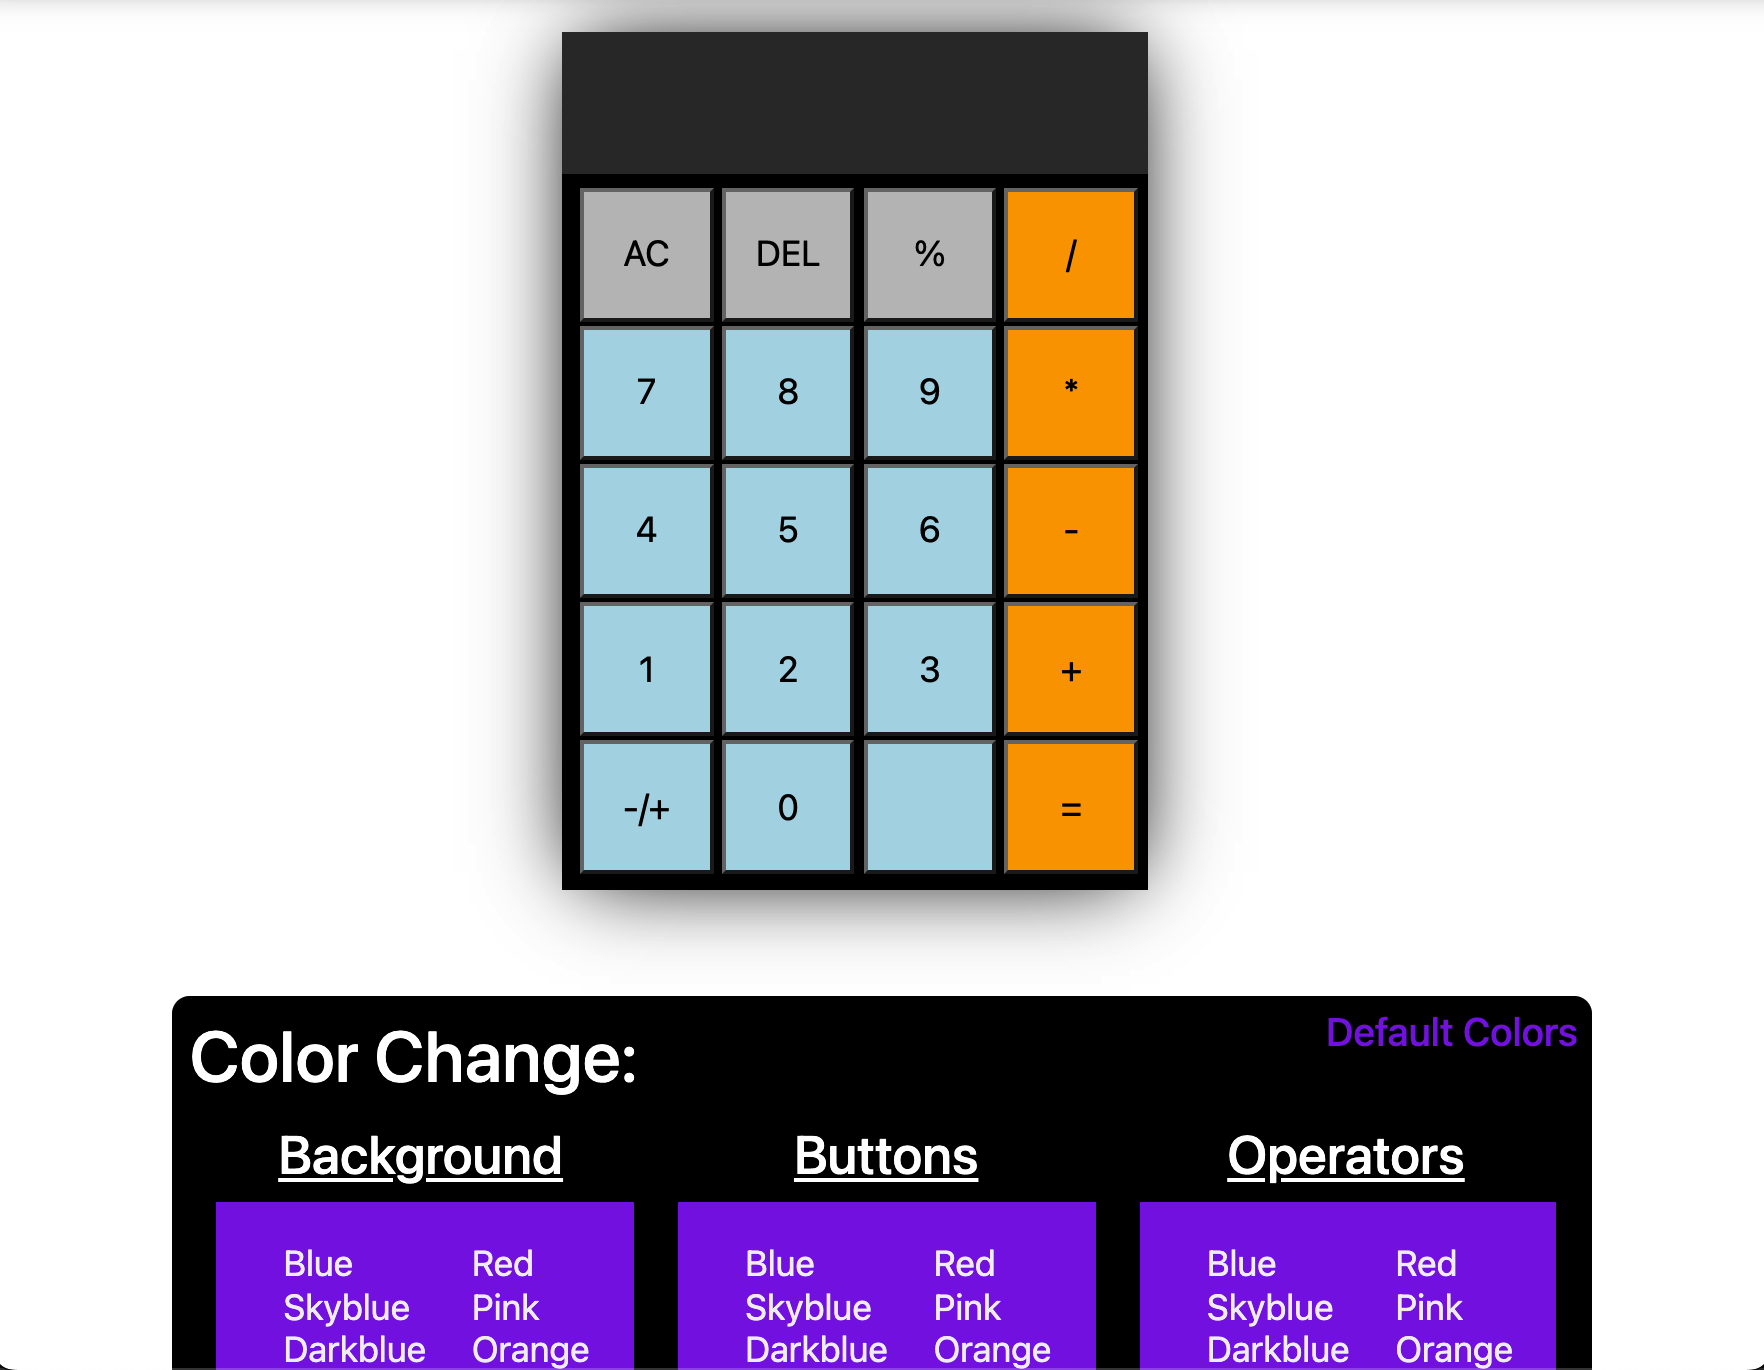 AC DEL % /
7 8 9 *
4 5 6 -
1 2 3 +
-/+ 0 =
Default Colors
Color Change:
Background Buttons Operators
Blue Red Blue Red Blue Red
Skyblue Pink Skyblue Pink Skyblue Pink
Darkblue Orange Darkblue Orange Darkblue Orange